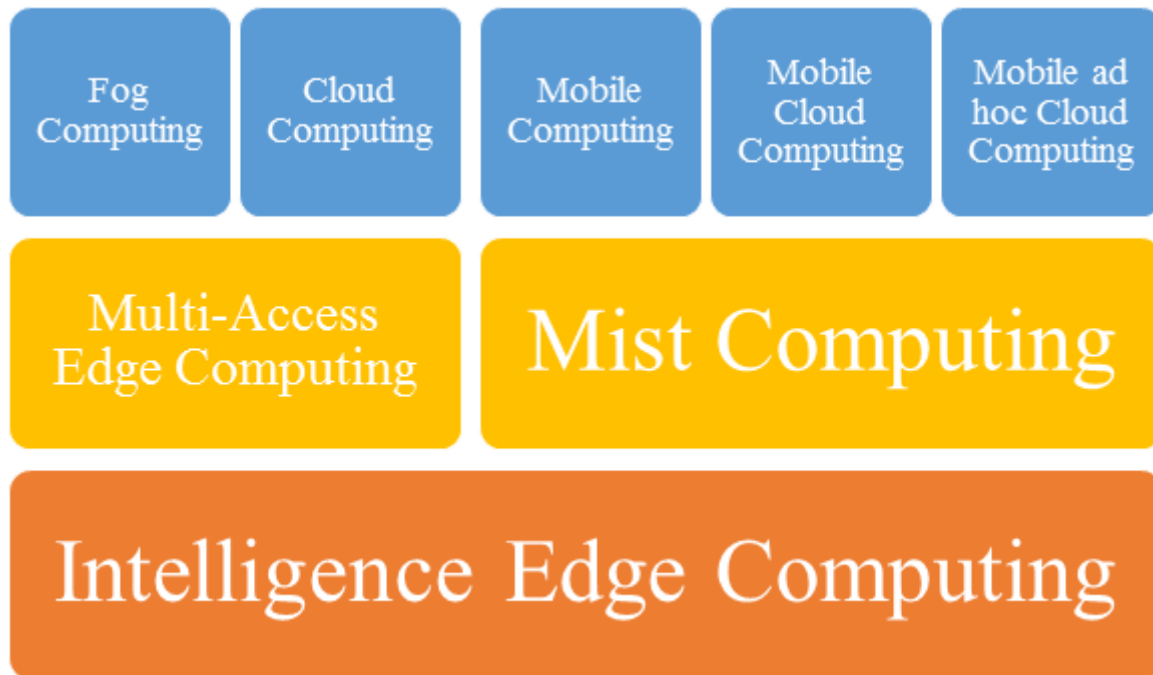 Fog
Computing
Cloud
Computing
Mobile
Computing
Mobile
Cloud
Computing
Mobile ad
hoc Cloud
Computing
Multi-Access
Edge Computing
Mist Computing
Intelligence Edge Computing